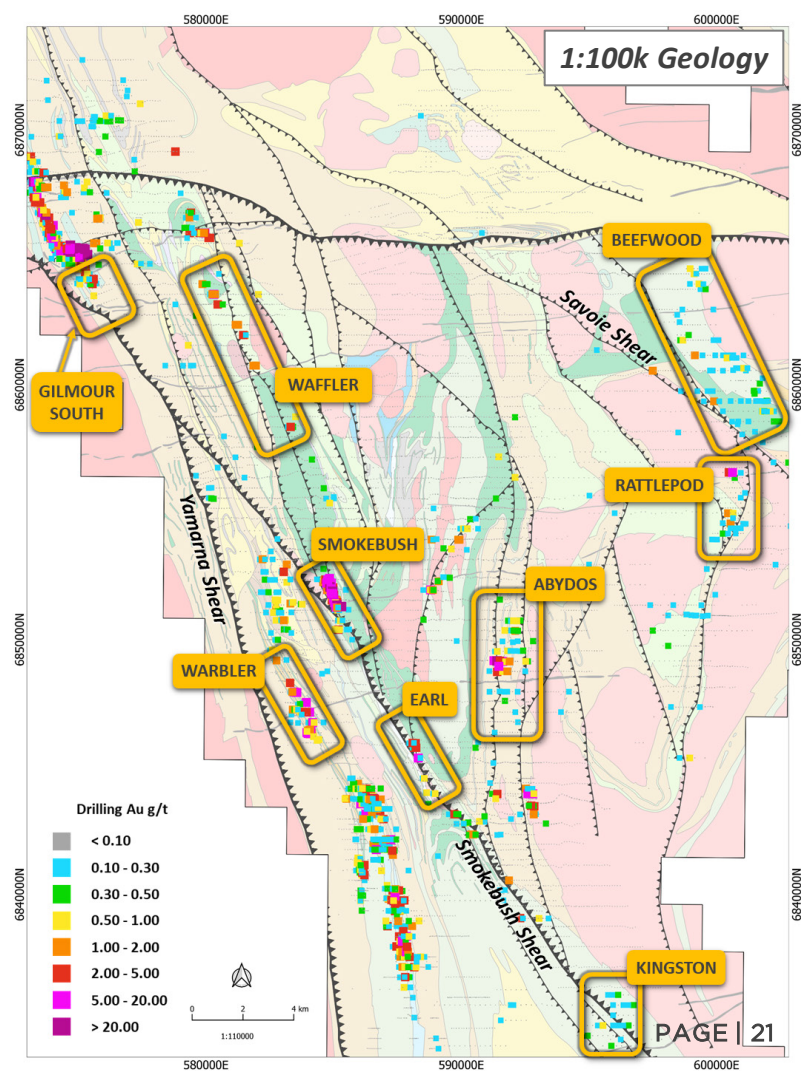 580000E
590000E
600000E
1:100k Geology
6870000N
6870000N
BEEFWOOD
Savoie Shear
6860000N
6860000N
GILMOUR
SOUTH
WAFFLER
RATTLEPOD
Yamarna Shear
SMOKEBUSH
ABYDOS
6850000N
6850000N
WARBLER
EARL
Drilling Au g/t
< 0.10
0.10 - 0.30
0.30 - 0.50
0.50 - 1.00
1.00 - 2.00
2.00 - 5.00
5.00 - 20.00
> 20.00
6840000N
6840000N
Smokebush Shear
KINGSTON
0 2 4 km
1:110000
PAGE | 21
580000E
590000E
600000E